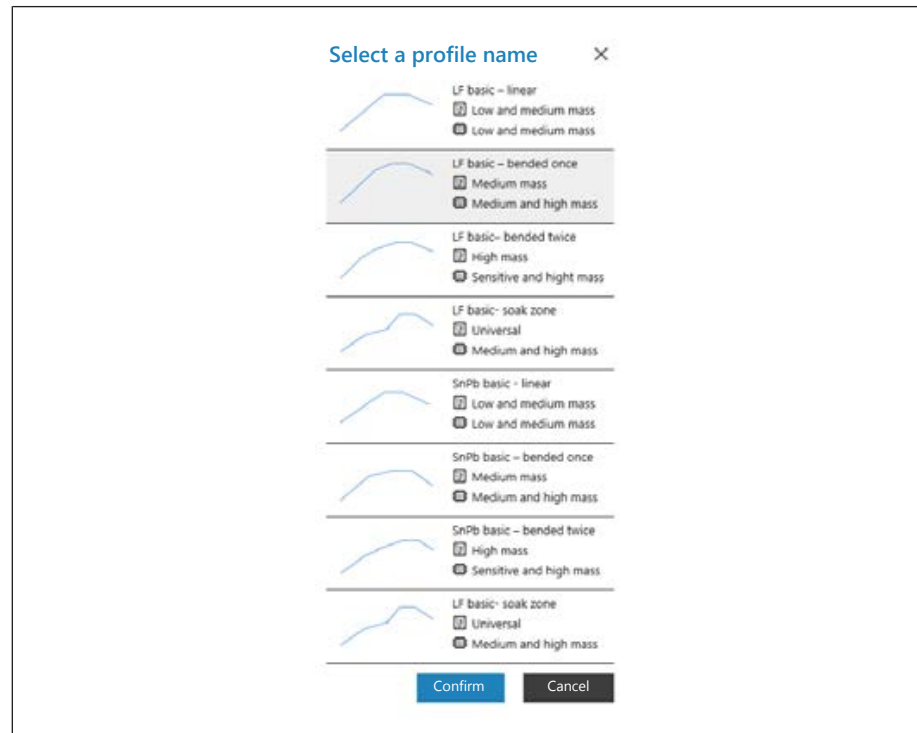 Select a profile name
LF basic – linear
Low and medium mass
Low and medium mass
LF basic – bended once
Medium mass
Medium and high mass
LF basic– bended twice
High mass
Sensitive and hight mass
LF basic- soak zone
Universal
Medium and high mass
SnPb basic - linear
Low and medium mass
Low and medium mass
SnPb basic – bended once
Medium mass
Medium and high mass
SnPb basic – bended twice
High mass
Sensitive and high mass
LF basic- soak zone
Universal
Medium and high mass
Confirm Cancel